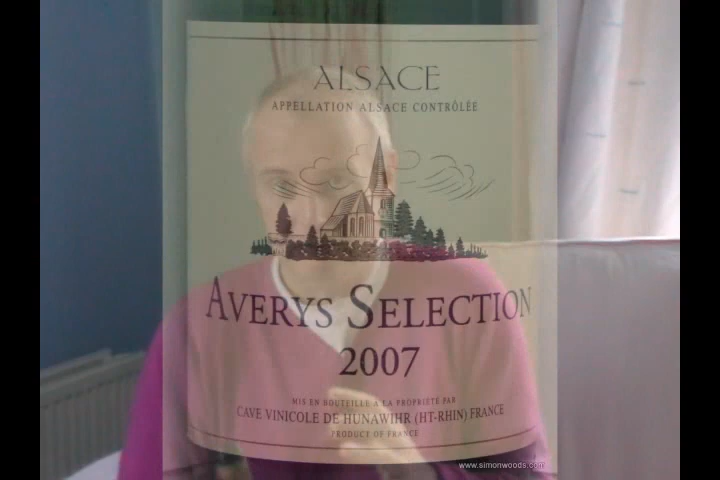 ALSACE
APPELLATION ALSACE CONTRÔLÉE
AVERYS SELECTION
2007
MIS EN BOUTEILLE A LA PROPRIETE PAR
CAVE VINICOLE DE HUNAWIHR (HT-RHIN) FRANCE
PRODUCT OF FRANCE
www.simonwoods.com